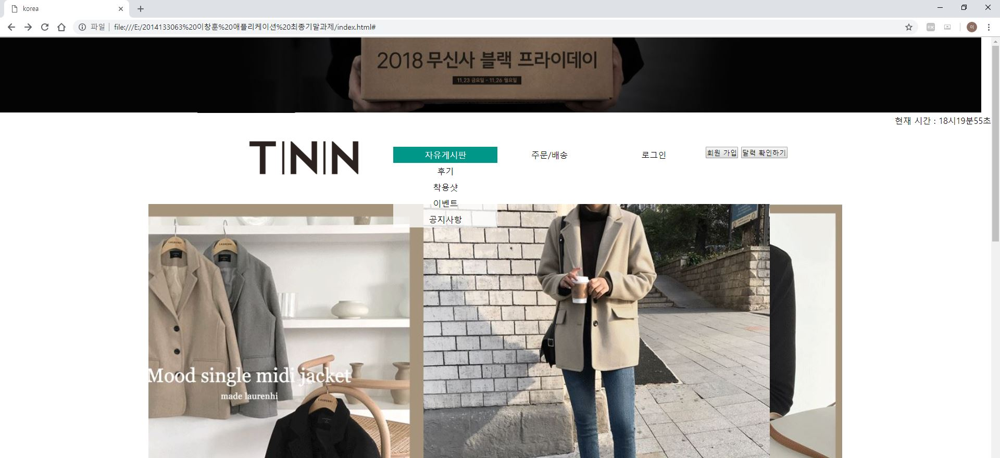 korea
파일
file:///E:/2014133063%20이창훈%20애플리케이션%20최종기말과제/index.html#
이
2018 무신사 블랙 프라이데이
11.23 금요일 - 11.26 월요일
현재 시간 : 18시19분55초
T|N|N
자유게시판 주문/배송 로그인 회원 가입 달력 확인하기
후기
착용샷
이벤트
공지사항
LAURENHI LAURENHI
Mood single midi jacket
made laurenhi
LAURENHI